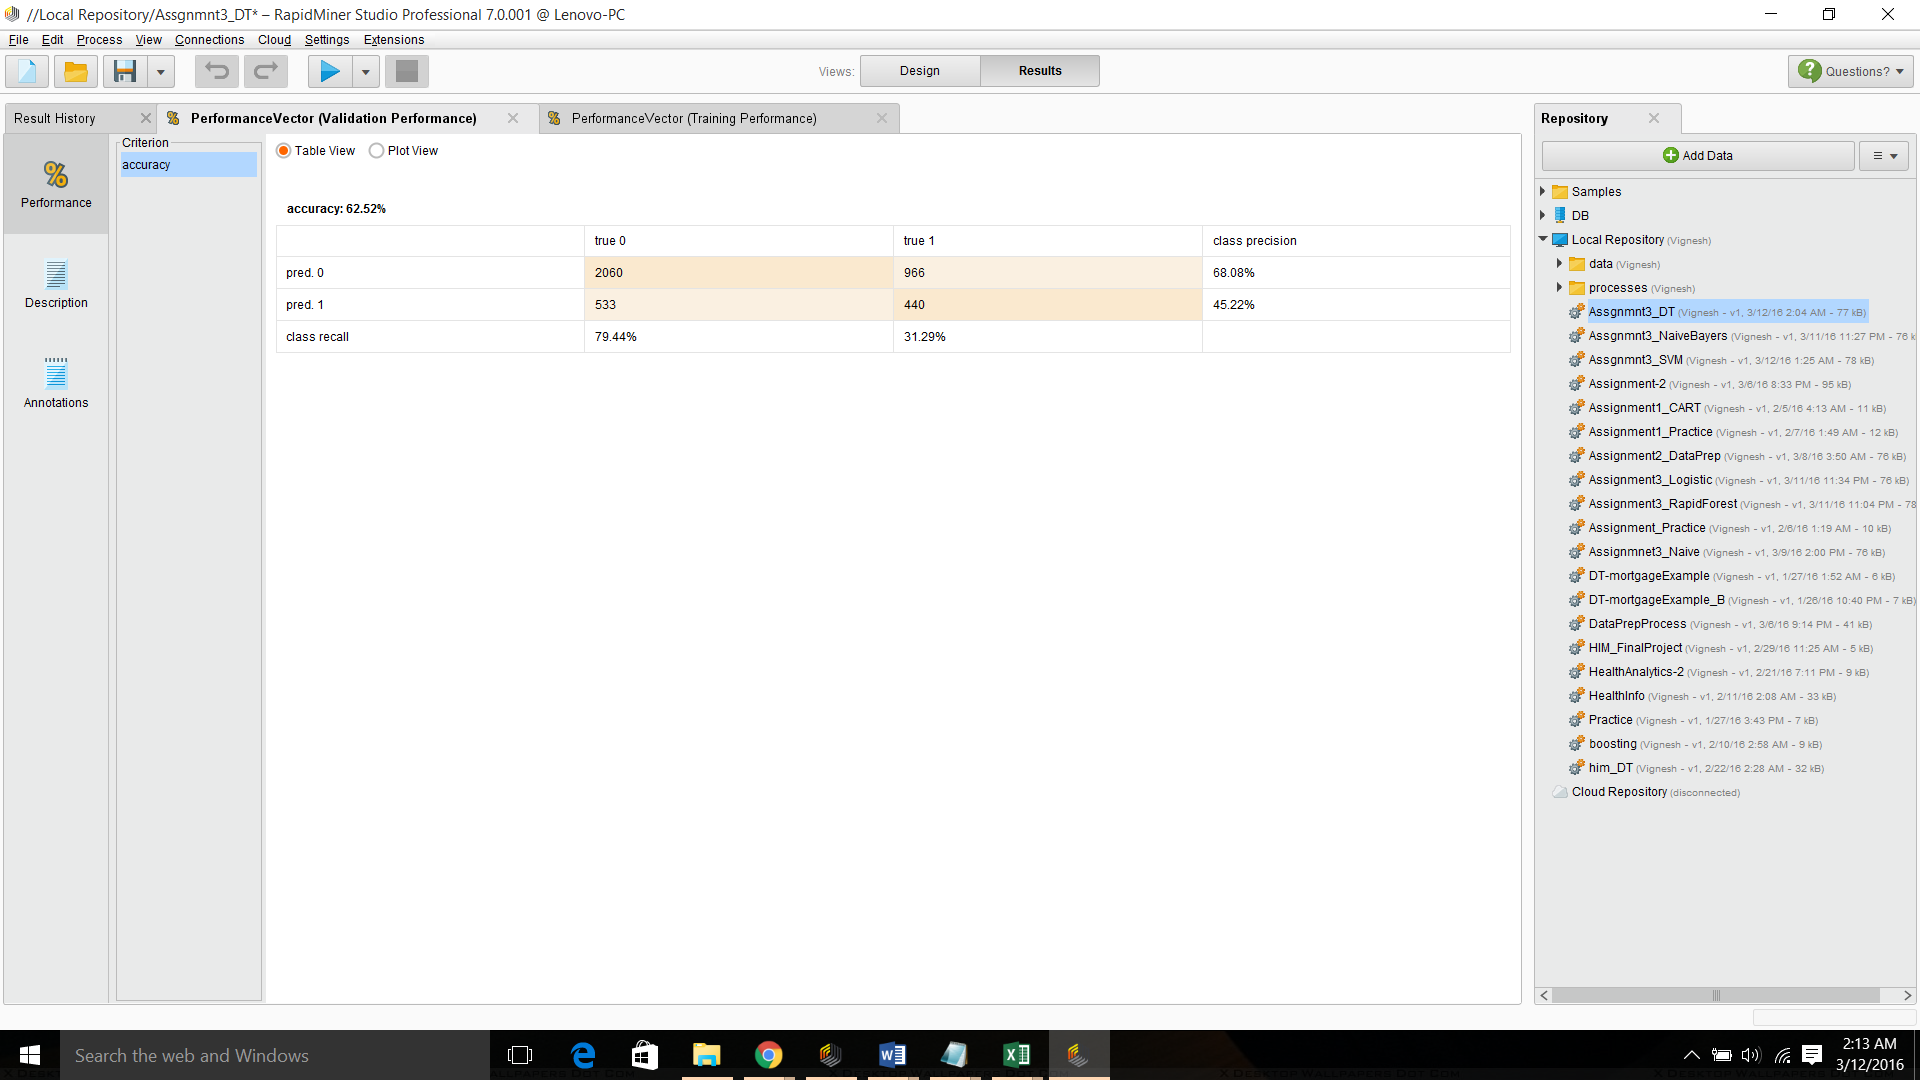 //Local Repository/Assgnmnt3_DT* – RapidMiner Studio Professional 7.0.001 @ Lenovo-PC
File Edit Process View Connections Cloud Settings Extensions
Views: Design Results Questions?
Result History PerformanceVector (Validation Performance) PerformanceVector (Training Performance)
Performance
Description
Annotations
Criterion
accuracy
Table View Plot View
accuracy: 62.52%
true 0 true 1 class precision
pred. 0 2060 966 68.08%
pred. 1 533 440 45.22%
class recall 79.44% 31.29%
Repository
Add Data
Samples
DB
Local Repository (Vignesh)
data (Vignesh)
processes (Vignesh)
Assgnmnt3_DT (Vignesh - v1, 3/12/16 2:04 AM - 77 kB)
Assgnmnt3_NaiveBayers (Vignesh - v1, 3/11/16 11:27 PM - 76 k
Assgnmnt3_SVM (Vignesh - v1, 3/12/16 1:25 AM - 78 kB)
Assignment-2 (Vignesh - v1, 3/6/16 8:33 PM - 95 kB)
Assignment1_CART (Vignesh - v1, 2/5/16 4:13 AM - 11 kB)
Assignment1_Practice (Vignesh - v1, 2/7/16 1:49 AM - 12 kB)
Assignment2_DataPrep (Vignesh - v1, 3/8/16 3:50 AM - 76 kB)
Assignment3_Logistic (Vignesh - v1, 3/11/16 11:34 PM - 76 kB)
Assignment3_RapidForest (Vignesh - v1, 3/11/16 11:04 PM - 78
Assignment_Practice (Vignesh - v1, 2/6/16 1:19 AM - 10 kB)
Assignmnet3_Naive (Vignesh - v1, 3/9/16 2:00 PM - 76 kB)
DT-mortgageExample (Vignesh - v1, 1/27/16 1:52 AM - 6 kB)
DT-mortgageExample_B (Vignesh - v1, 1/26/16 10:40 PM - 7 kB)
DataPrepProcess (Vignesh - v1, 3/6/16 9:14 PM - 41 kB)
HIM_FinalProject (Vignesh - v1, 2/29/16 11:25 AM - 5 kB)
HealthAnalytics-2 (Vignesh - v1, 2/21/16 7:11 PM - 9 kB)
HealthInfo (Vignesh - v1, 2/11/16 2:08 AM - 33 kB)
Practice (Vignesh - v1, 1/27/16 3:43 PM - 7 kB)
boosting (Vignesh - v1, 2/10/16 2:58 AM - 9 kB)
him_DT (Vignesh - v1, 2/22/16 2:28 AM - 32 kB)
Cloud Repository (disconnected)
Search the web and Windows
2:13 AM
3/12/2016